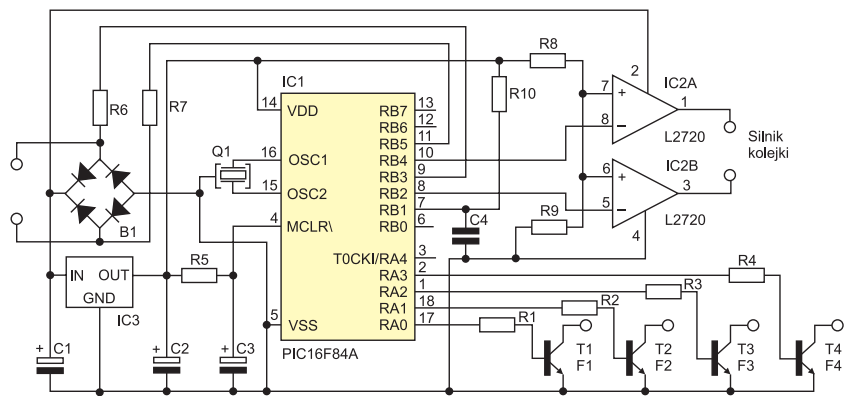 R8
2
IC2A
IC1
R10
7
+
1
R6
R7
14
VDD
RB7
13
8
–
L2720
Silnik
kolejki
RB6
12
Q1
RB5
11
16
OSC1
RB4
10
IC2B
RB3
9
6
+
3
15
OSC2
RB2
8
5
–
L2720
RB1
7
R9
4
B1
4
MCLR\
RB0
6
C4
T0CKI/RA4
3
R4
IN
OUT
R5
RA3
2
R3
GND
RA2
1
R2
IC3
5
VSS
RA1
18
R1
RA0
17
+
C1
+
C2
+
C3
PIC16F84A
T1
F1
T2
F2
T3
F3
T4
F4